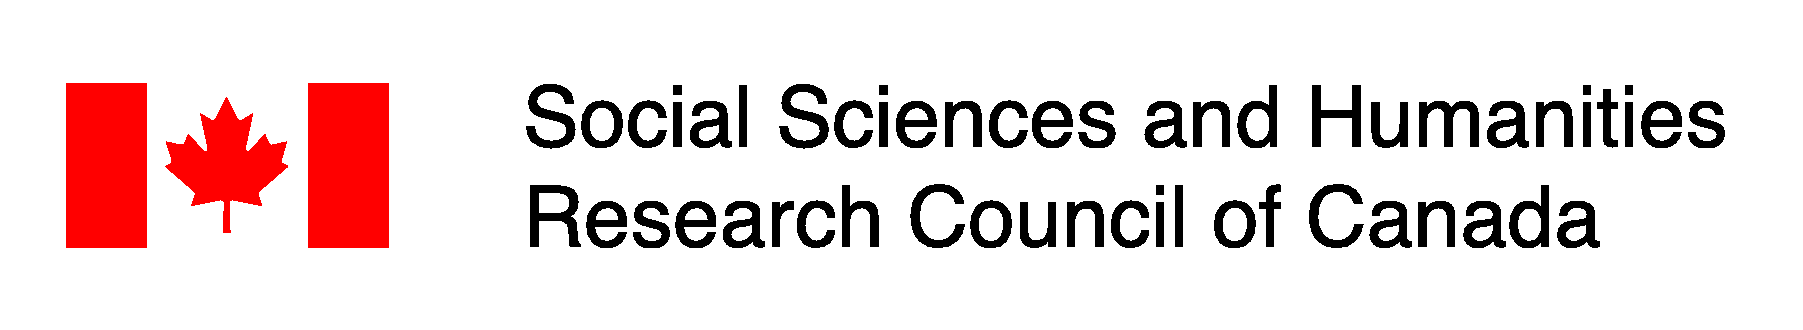 Social Sciences and Humanities
Research Council of Canada